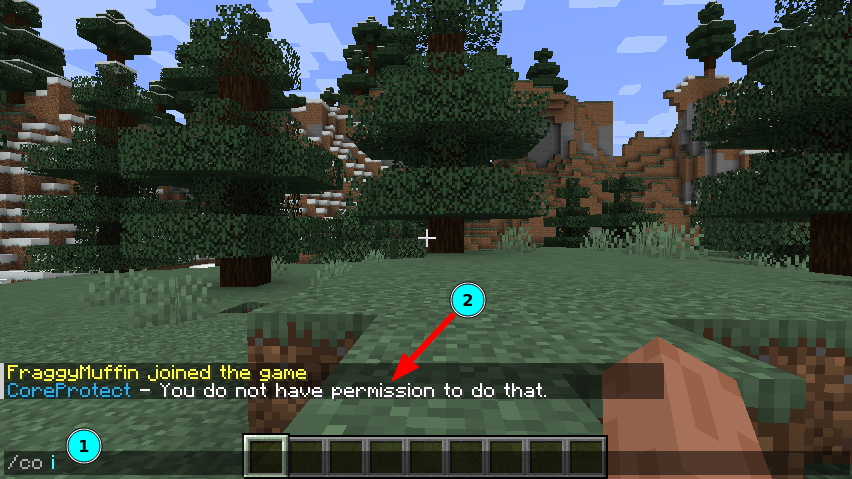 2
FraggyMuffin joined the game
CoreProtect - You do not have permission to do that.
1
/co i